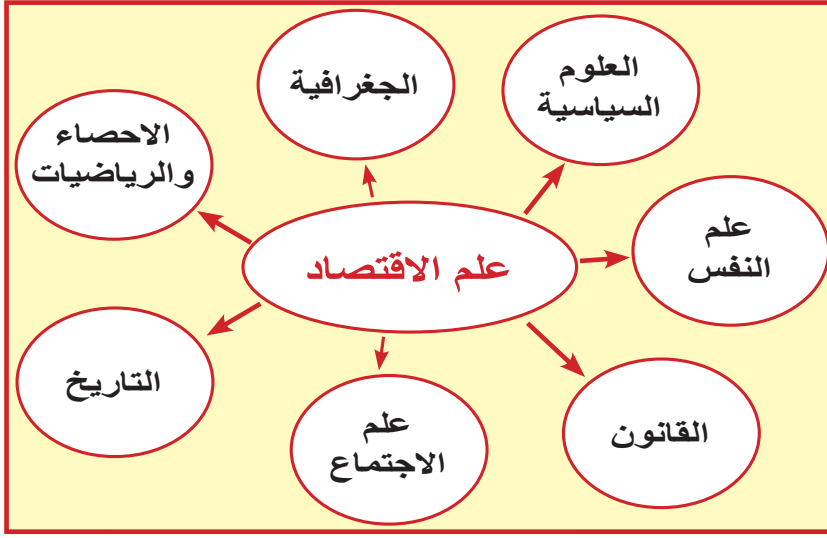 العلوم
السياسية
الجغرافية
الاحصاء
والرياضيات
علم
النفس
علم الاقتصاد
التاريخ
علم
الاجتماع
القانون